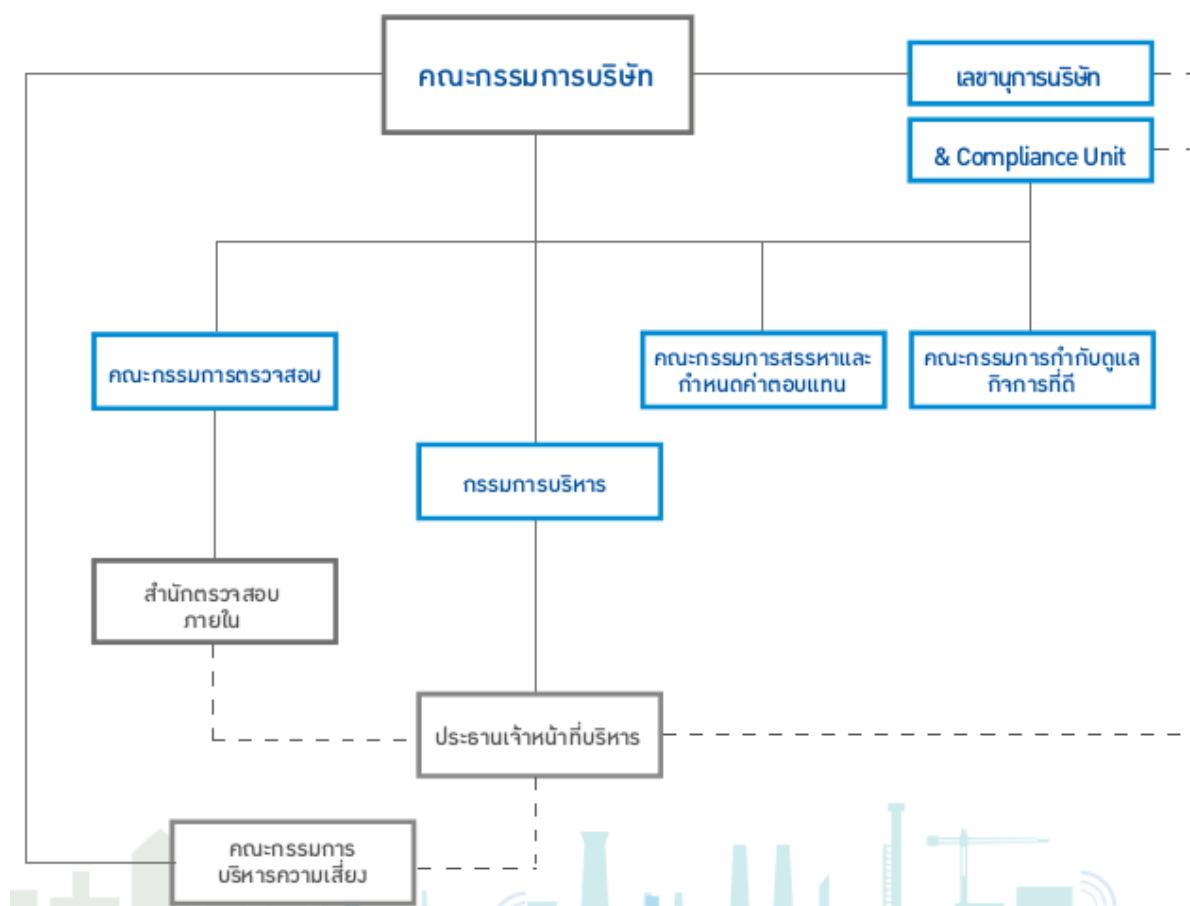 คณะกรรมการบริษัท
เลขานุการบริษัท
& Compliance Unit
คณะกรรมการตรวจสอบ
คณะกรรมการสรรหาและ
กำหนดค่าตอบแทน
คณะกรรมการกำกับดูแล
กิจการที่ดี
กรรมการบริหาร
สำนักตรวจสอบ
ภายใน
ประธานเจ้าหน้าที่บริหาร
คณะกรรมการ
บริหารความเสี่ยง